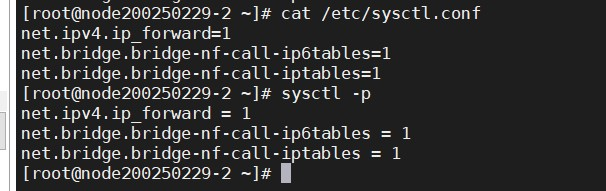 [root@node200250229-2 ~]# cat /etc/sysctl.conf
net.ipv4.ip_forward=1
net.bridge.bridge-nf-call-ip6tables=1
net.bridge.bridge-nf-call-iptables=1
[root@node200250229-2 ~]# sysctl -p
net.ipv4.ip_forward = 1
net.bridge.bridge-nf-call-ip6tables = 1
net.bridge.bridge-nf-call-iptables = 1
[root@node200250229-2 ~]#